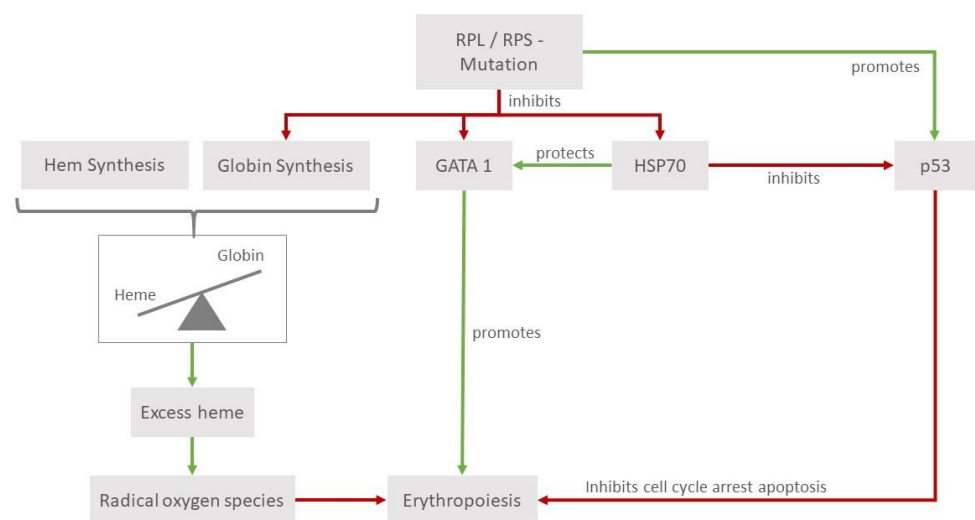 RPL / RPS -
Mutation
promotes
inhibits
Hem Synthesis
Globin Synthesis
GATA 1
protects
HSP70
inhibits
p53
Globin
Heme
promotes
Excess heme
Radical oxygen species
Erythropoiesis
Inhibits cell cycle arrest apoptosis